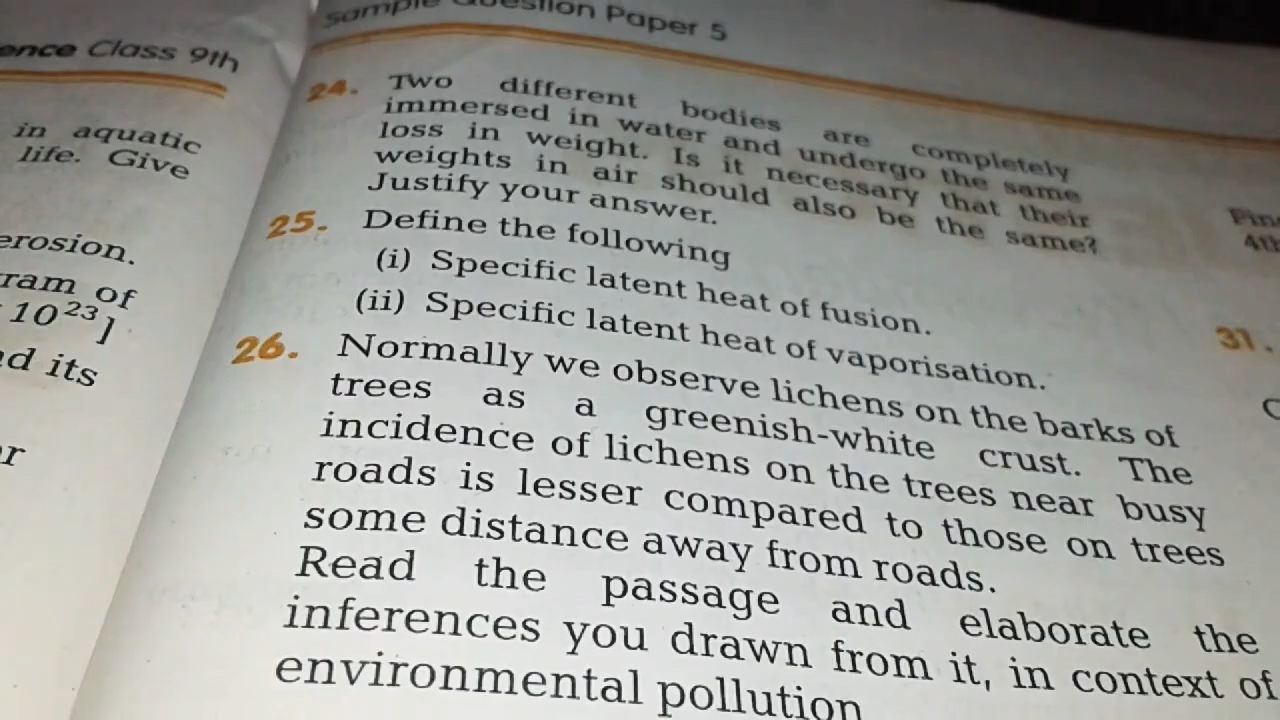 Sample Question Paper 5
ence Class 9th
in aquatic
life. Give
erosion.
ram of
10²³]
d its
r
24. Two different bodies are completely
immersed in water and undergo the same
loss in weight. Is it necessary that their
weights in air should also be the same?
Justify your answer.
25. Define the following
(i) Specific latent heat of fusion.
(ii) Specific latent heat of vaporisation.
26. Normally we observe lichens on the barks of
trees as a greenish-white crust. The
incidence of lichens on the trees near busy
roads is lesser compared to those on trees
some distance away from roads.
Read the passage and elaborate the
inferences you drawn from it, in context of
environmental pollution
31.